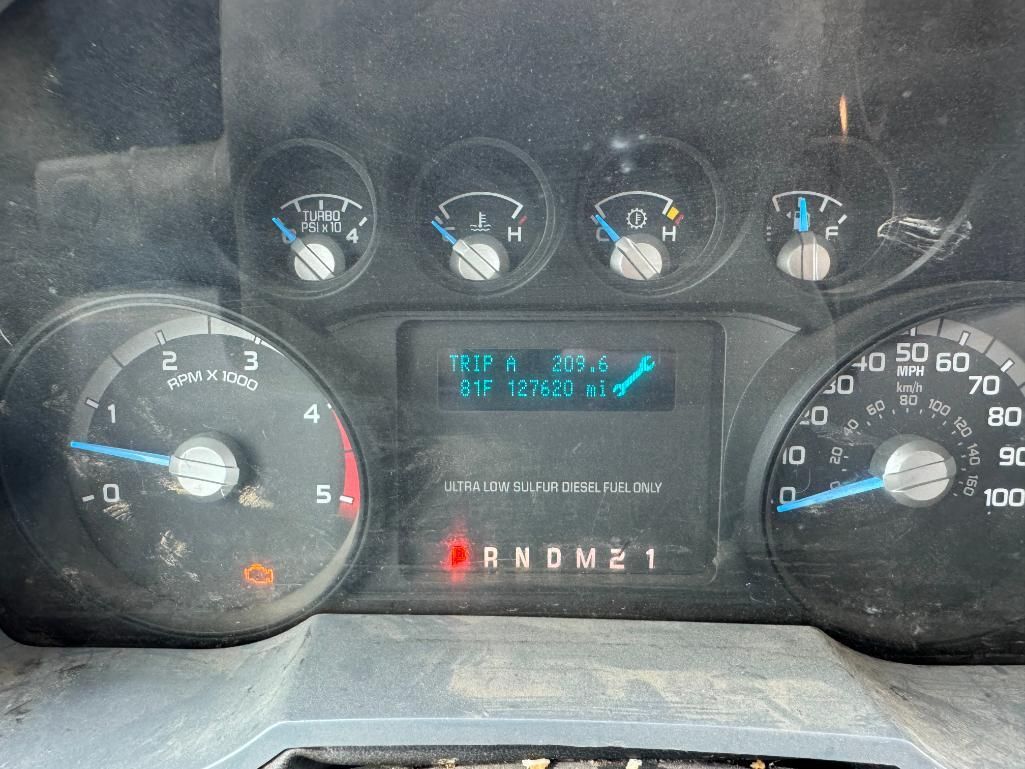 TURBO
PSI x 10
0 4
C H
C H
F
TRIP A 209.6
81F 127620 mi
ULTRA LOW SULFUR DIESEL FUEL ONLY
P R N D M 2 1
0 1 2 3 4 5
RPM X 1000
0 10 20 30 40 50 60 70 80 90 100
MPH
km/h
20 40 60 80 100 120 140 160